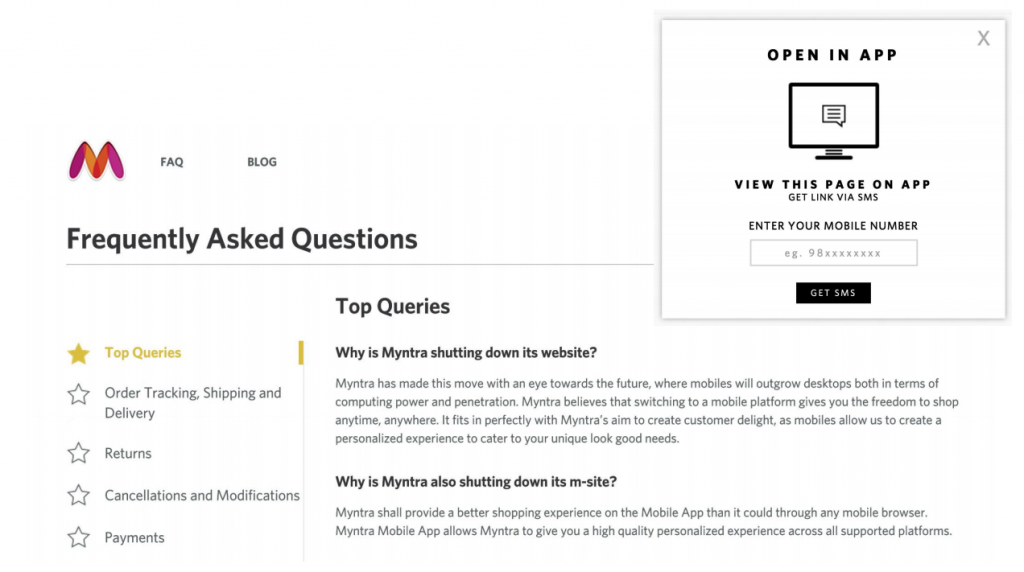 X
OPEN IN APP
VIEW THIS PAGE ON APP
GET LINK VIA SMS
ENTER YOUR MOBILE NUMBER
eg. 98xxxxxxxx
GET SMS
FAQ
BLOG
Frequently Asked Questions
Top Queries
Order Tracking, Shipping and
Delivery
Returns
Cancellations and Modifications
Payments
Top Queries
Why is Myntra shutting down its website?
Myntra has made this move with an eye towards the future, where mobiles will outgrow desktops both in terms of
computing power and penetration. Myntra believes that switching to a mobile platform gives you the freedom to shop
anytime, anywhere. It fits in perfectly with Myntra's aim to create customer delight, as mobiles allow us to create a
personalized experience to cater to your unique look good needs.
Why is Myntra also shutting down its m-site?
Myntra shall provide a better shopping experience on the Mobile App than it could through any mobile browser.
Myntra Mobile App allows Myntra to give you a high quality personalized experience across all supported platforms.